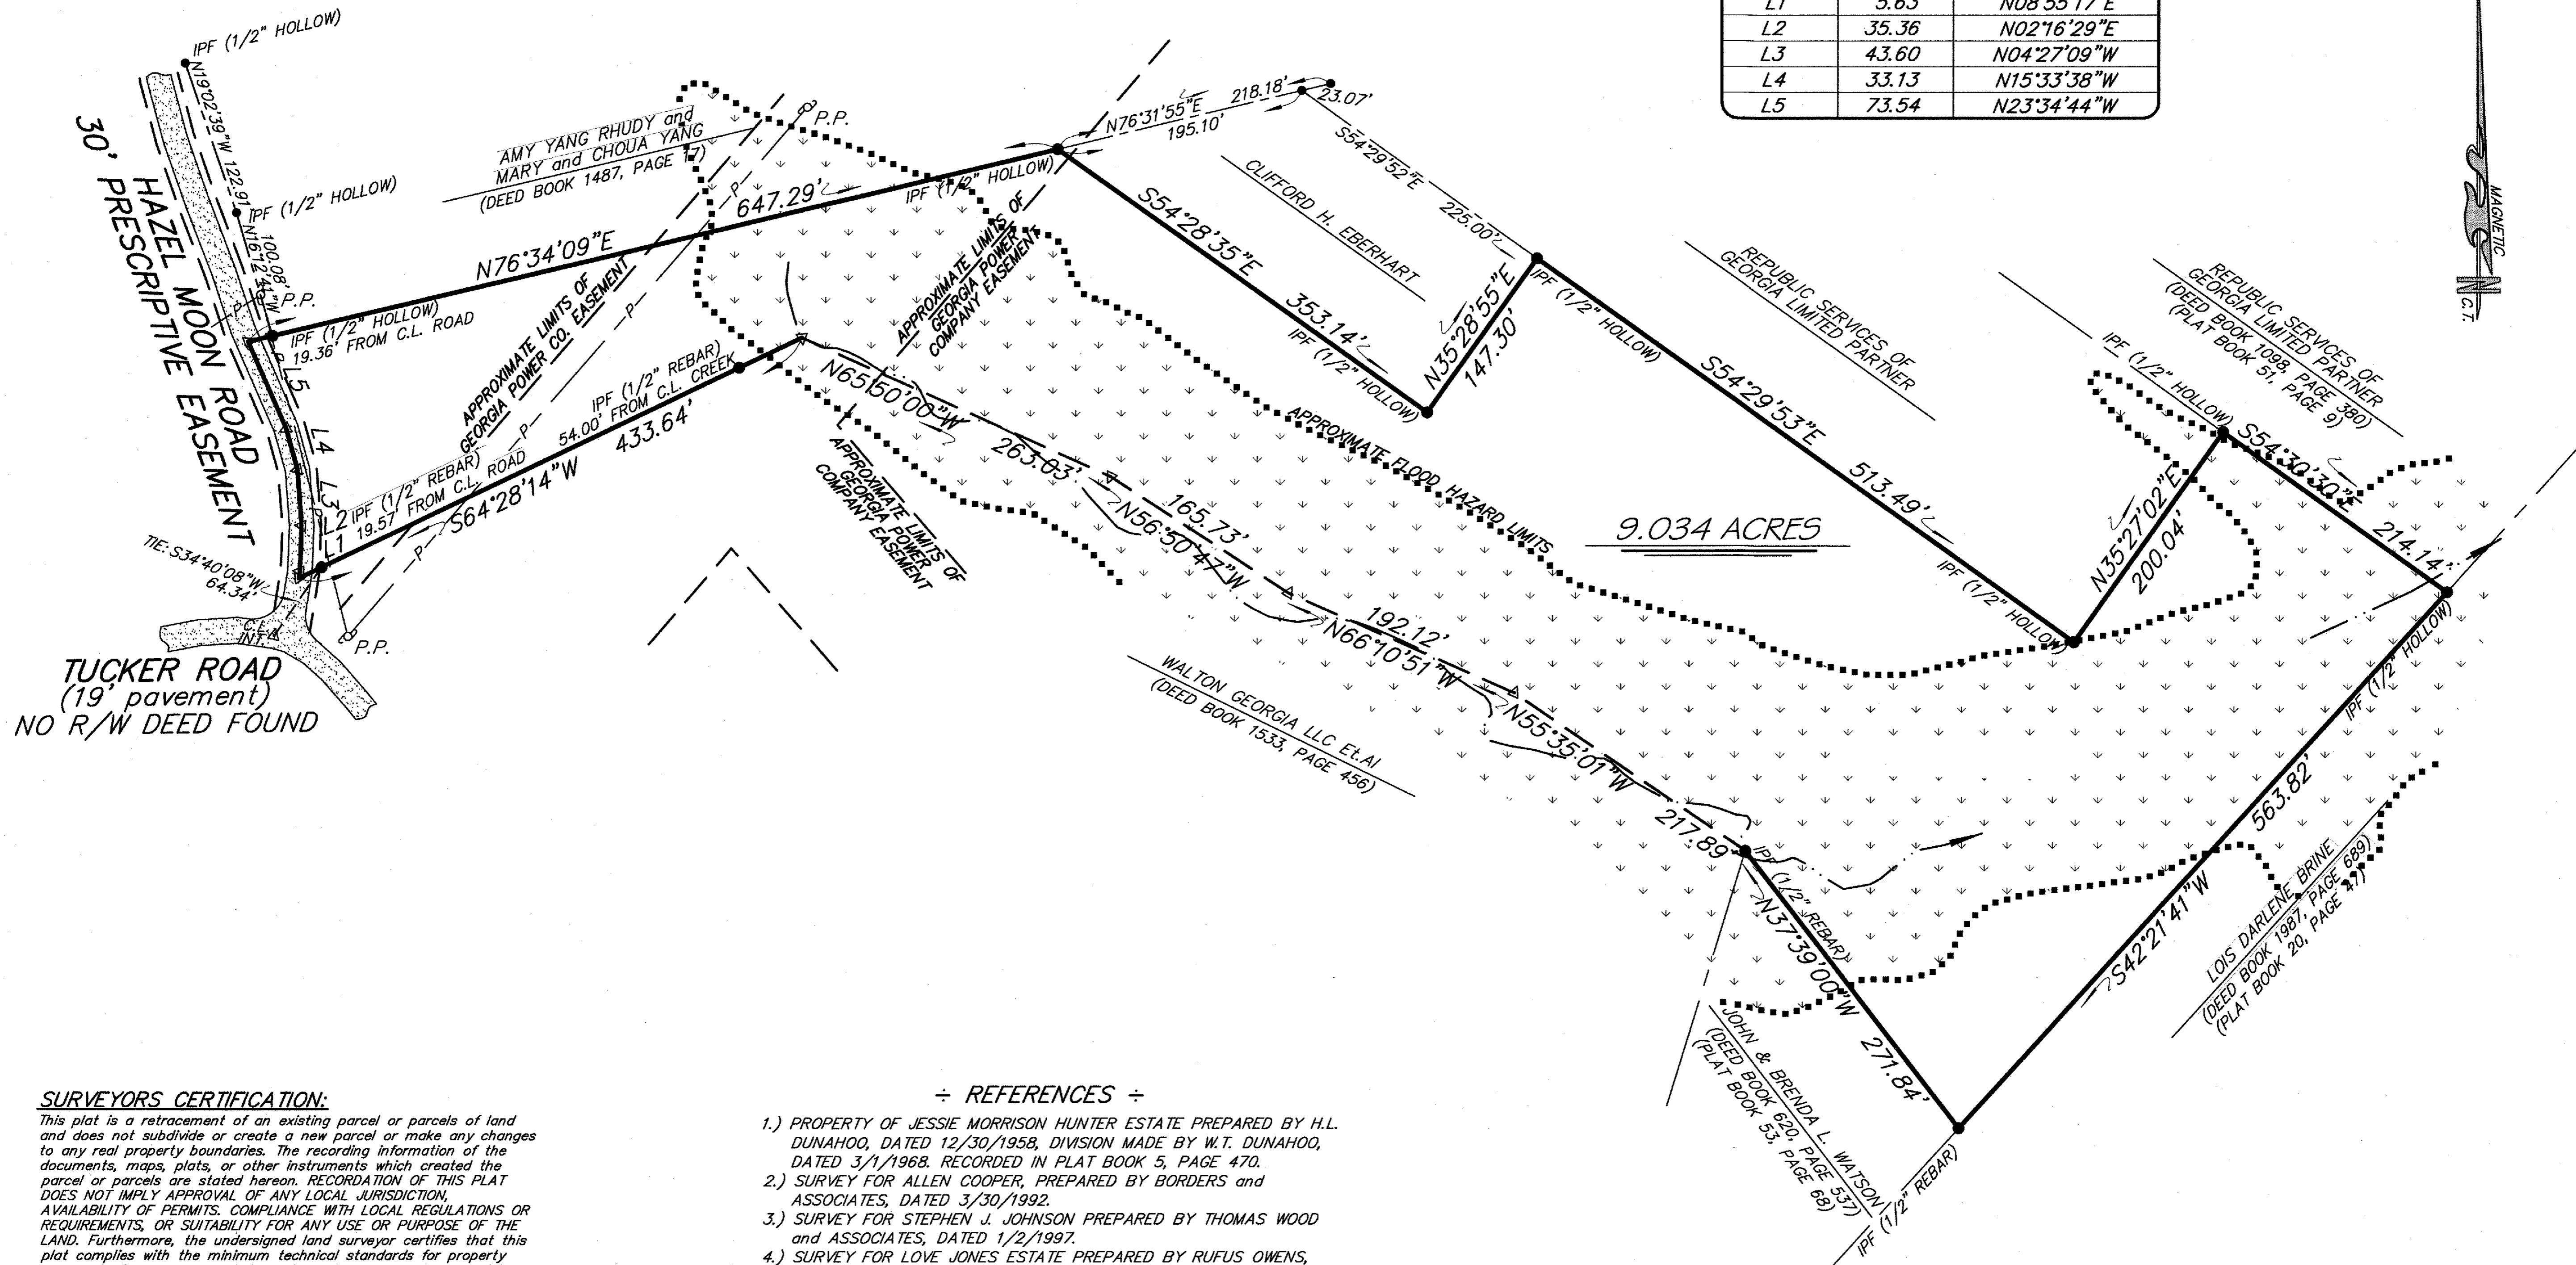 L1 5.63 N08°55'17"E
L2 35.36 N02°16'29"E
L3 43.60 N04°27'09"W
L4 33.13 N15°33'38"W
L5 73.54 N23°34'44"W
MAGNETIC
N
C.T.
IPF (1/2" HOLLOW)
N19°02'39"W 122.91'
IPF (1/2" HOLLOW)
100.08'
P.P.
HAZEL MOON ROAD
30' PRESCRIPTIVE EASEMENT
AMY YANG RHUDY and
MARY and CHOUA YANG
(DEED BOOK 1487, PAGE 17)
P.P.
N76°34'09"E
647.29'
IPF (1/2" HOLLOW)
IPF (1/2" HOLLOW)
19.36' FROM C.L. ROAD
L5
L4
L3
L2
L1
APPROXIMATE LIMITS OF
GEORGIA POWER CO. EASEMENT
APPROXIMATE LIMITS OF
GEORGIA POWER
COMPANY EASEMENT
IPF (1/2" REBAR)
54.00' FROM C.L. CREEK
IPF (1/2" REBAR)
19.57' FROM C.L. ROAD
S64°28'14"W
433.64'
TIE: S34°40'08"W
64.34'
C.L.
INT.
P.P.
TUCKER ROAD
(19' pavement)
NO R/W DEED FOUND
N76°31'55"E
195.10'
218.18'
23.07'
S54°29'52"E
225.00'
CLIFFORD H. EBERHART
S54°28'35"E
353.14'
IPF (1/2" HOLLOW)
N35°28'55"E
147.30'
IPF (1/2" HOLLOW)
REPUBLIC SERVICES OF
GEORGIA LIMITED PARTNER
S54°29'53"E
513.49'
IPF (1/2" HOLLOW)
REPUBLIC SERVICES OF
GEORGIA LIMITED PARTNER
(DEED BOOK 1098, PAGE 380)
(PLAT BOOK 51, PAGE 9)
IPF (1/2" HOLLOW)
N35°27'02"E
200.04'
S54°30'30"E
214.14'
IPF (1/2" HOLLOW)
APPROXIMATE FLOOD HAZARD LIMITS
9.034 ACRES
N65°50'00"W
263.03'
APPROXIMATE LIMITS OF
GEORGIA POWER
COMPANY EASEMENT
165.73'
N56°50'47"W
192.12'
N66°10'51"W
N55°35'01"W
217.89'
WALTON GEORGIA LLC Et.Al
(DEED BOOK 1533, PAGE 456)
IPF (1/2" REBAR)
N37°39'00"W
271.84'
563.82'
S42°21'41"W
LOIS DARLENE BRINE
(DEED BOOK 1987, PAGE 689)
(PLAT BOOK 20, PAGE 47)
JOHN & BRENDA L. WATSON
(DEED BOOK 620, PAGE 537)
(PLAT BOOK 53, PAGE 68)
IPF (1/2" REBAR)
SURVEYORS CERTIFICATION:
This plat is a retracement of an existing parcel or parcels of land
and does not subdivide or create a new parcel or make any changes
to any real property boundaries. The recording information of the
documents, maps, plats, or other instruments which created the
parcel or parcels are stated hereon. RECORDATION OF THIS PLAT
DOES NOT IMPLY APPROVAL OF ANY LOCAL JURISDICTION,
AVAILABILITY OF PERMITS. COMPLIANCE WITH LOCAL REGULATIONS OR
REQUIREMENTS, OR SUITABILITY FOR ANY USE OR PURPOSE OF THE
LAND. Furthermore, the undersigned land surveyor certifies that this
plat complies with the minimum technical standards for property
÷ REFERENCES ÷
1.) PROPERTY OF JESSIE MORRISON HUNTER ESTATE PREPARED BY H.L.
DUNAHOO, DATED 12/30/1958, DIVISION MADE BY W.T. DUNAHOO,
DATED 3/1/1968. RECORDED IN PLAT BOOK 5, PAGE 470.
2.) SURVEY FOR ALLEN COOPER, PREPARED BY BORDERS and
ASSOCIATES, DATED 3/30/1992.
3.) SURVEY FOR STEPHEN J. JOHNSON PREPARED BY THOMAS WOOD
and ASSOCIATES, DATED 1/2/1997.
4.) SURVEY FOR LOVE JONES ESTATE PREPARED BY RUFUS OWENS,